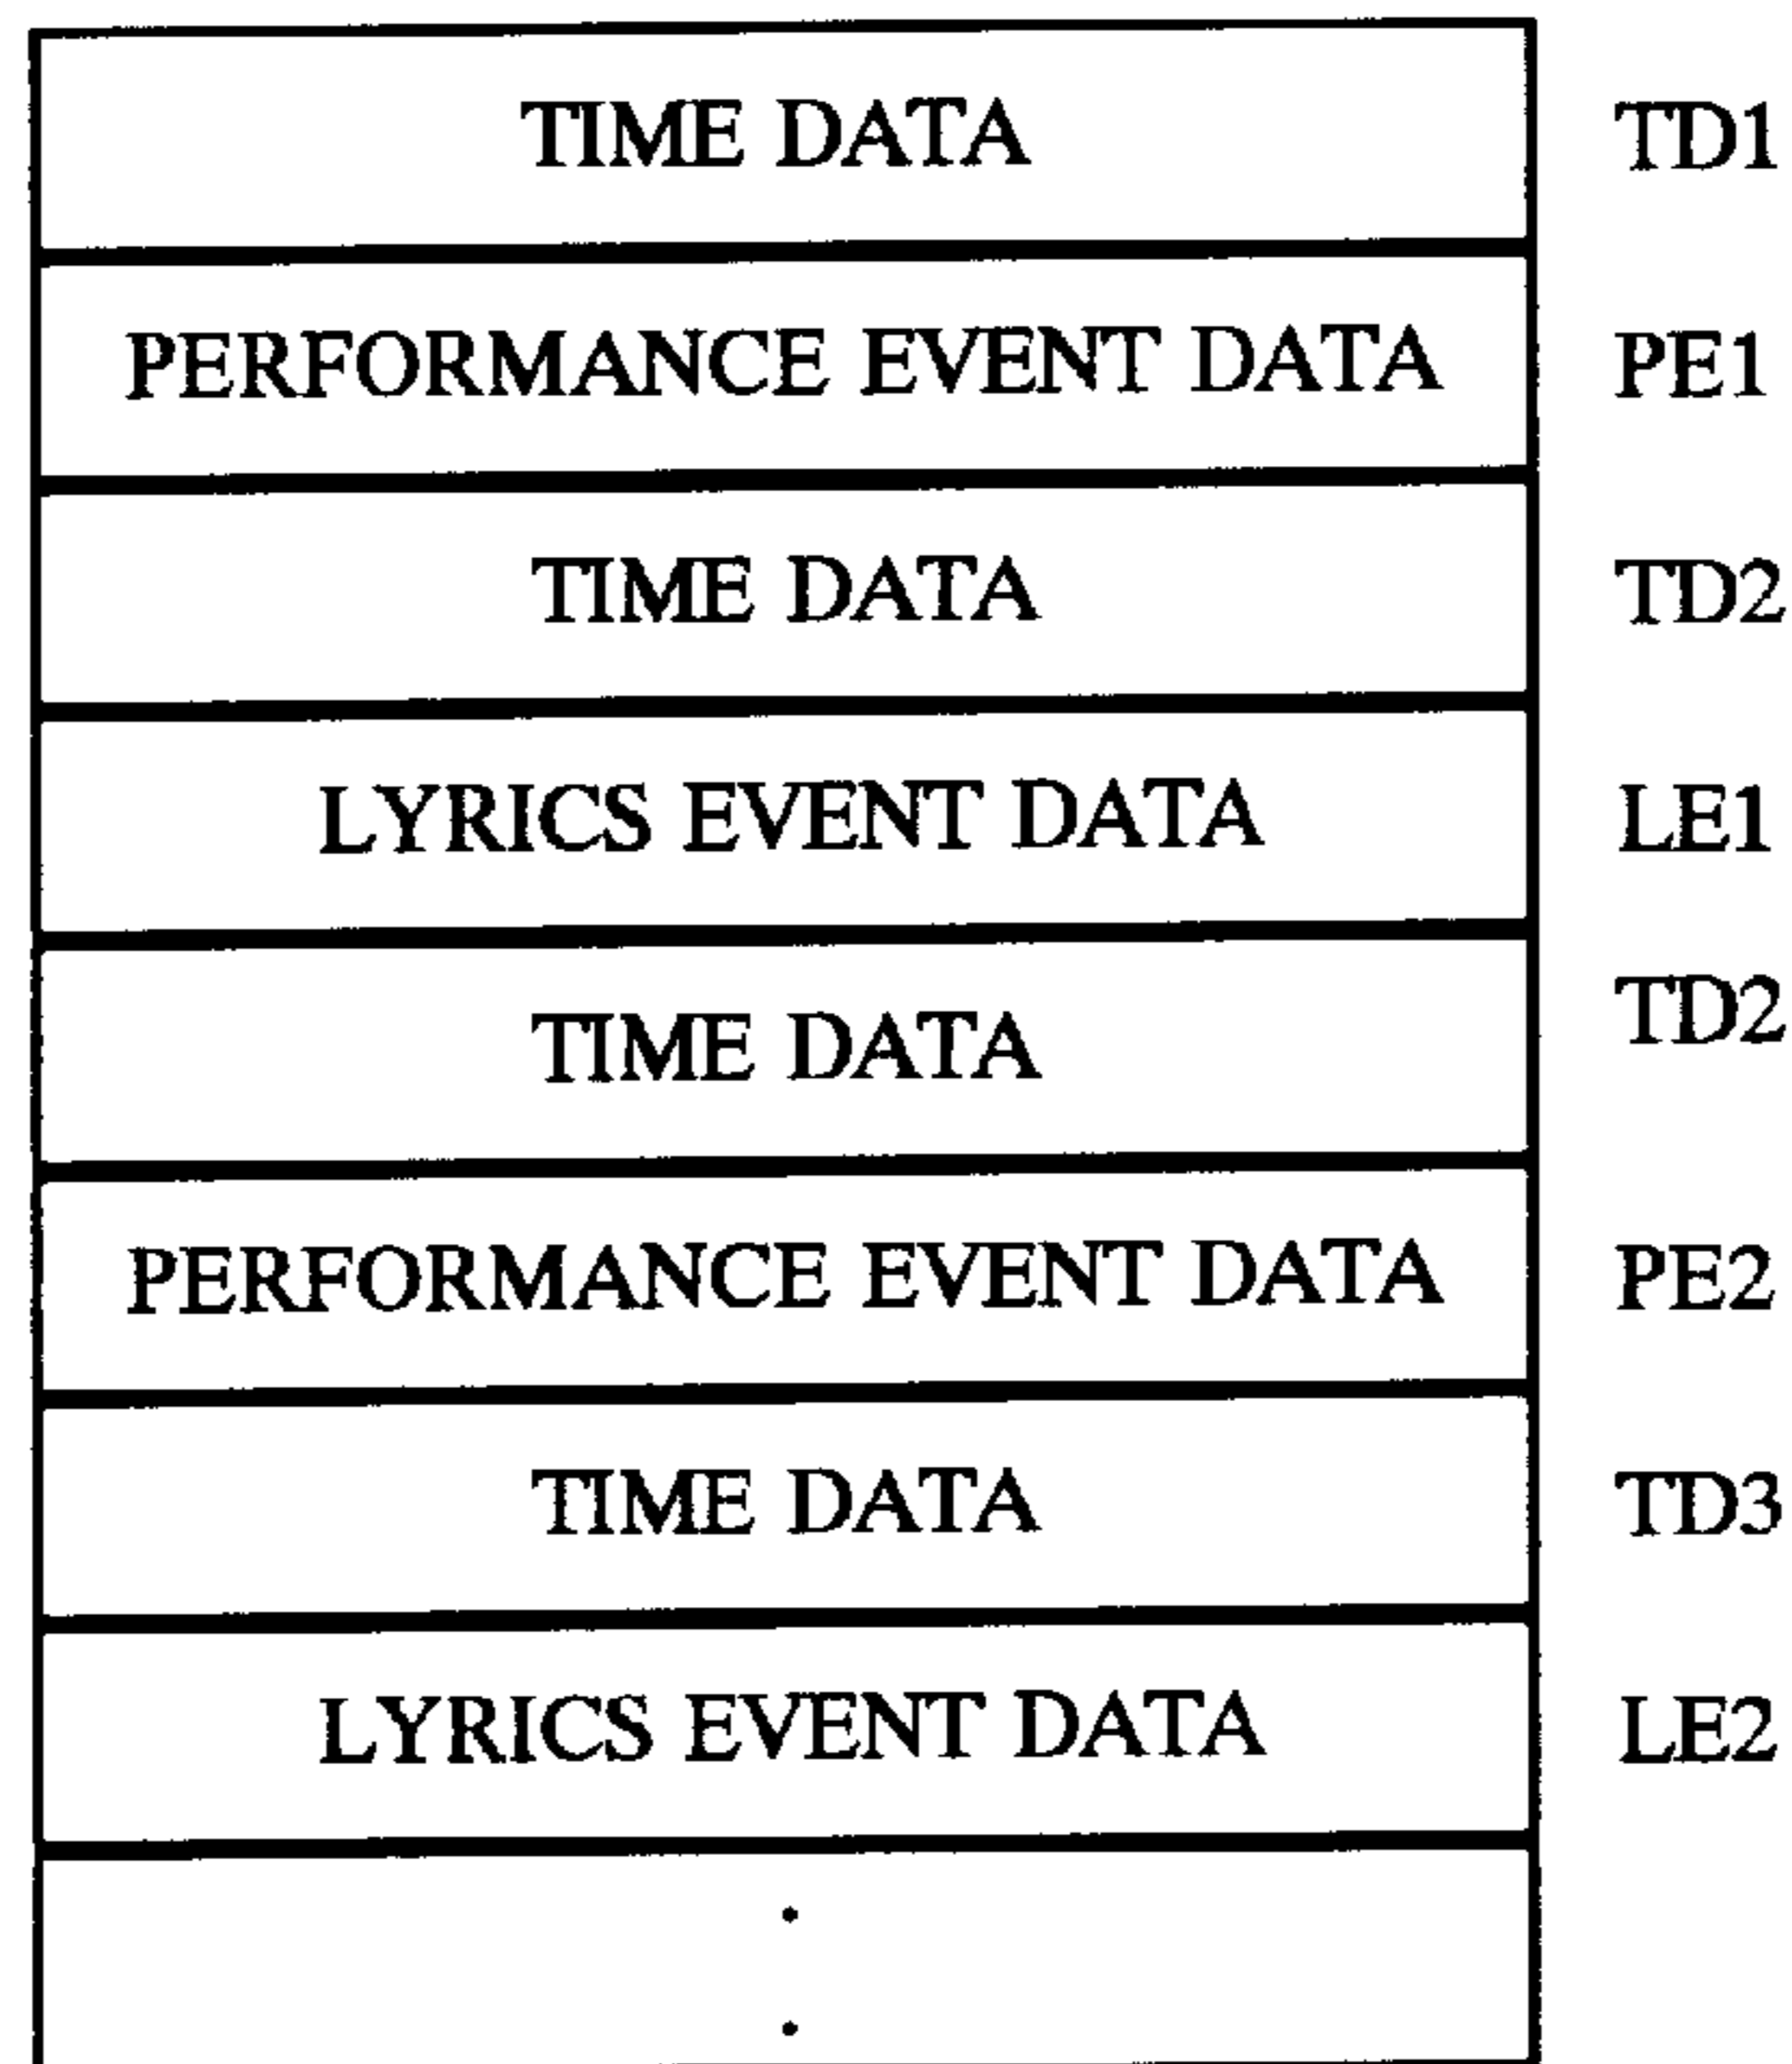 TIME DATA TD1
PERFORMANCE EVENT DATA PE1
TIME DATA TD2
LYRICS EVENT DATA LE1
TIME DATA TD2
PERFORMANCE EVENT DATA PE2
TIME DATA TD3
LYRICS EVENT DATA LE2